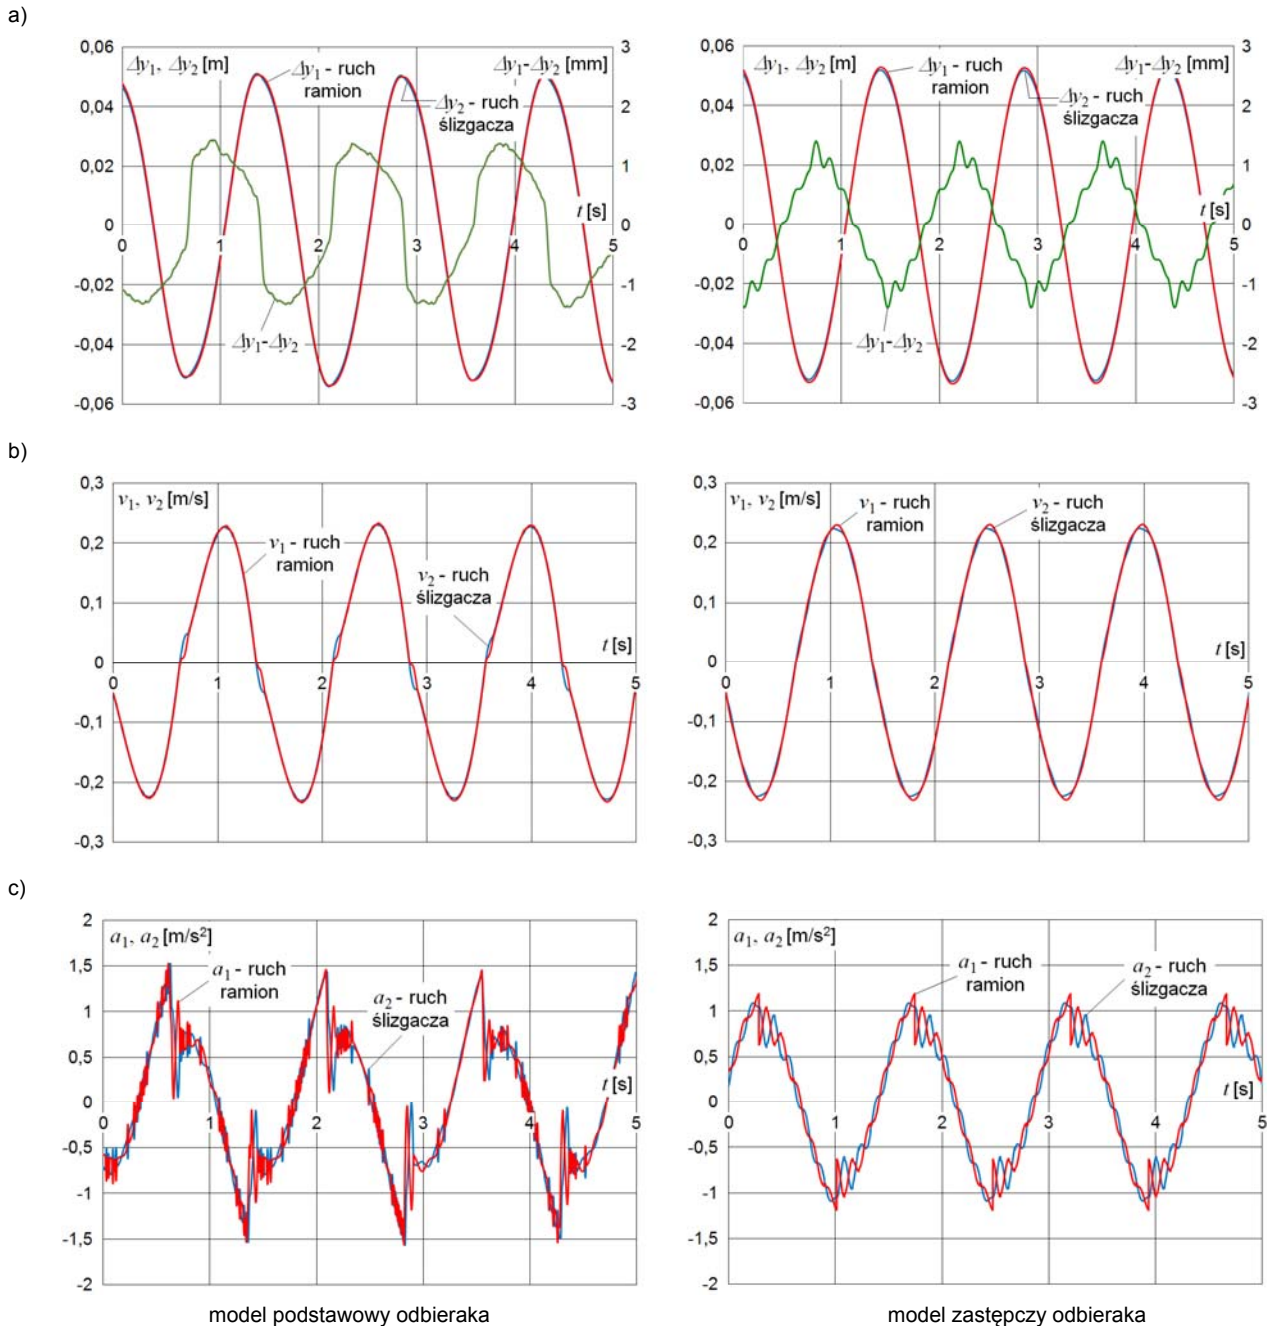 a)
0,06
0,04
0,02
0
-0,02
-0,04
-0,06
Δy1, Δy2 [m]
Δy1 - ruch
ramion
Δy2 - ruch
ślizgacza
Δy1-Δy2 [mm]
Δy1-Δy2
t [s]
0 1 2 3 4 5
3
2
1
0
-1
-2
-3
0,06
0,04
0,02
0
-0,02
-0,04
-0,06
Δy1, Δy2 [m]
Δy1 - ruch
ramion
Δy2 - ruch
ślizgacza
Δy1-Δy2 [mm]
Δy1-Δy2
t [s]
0 1 2 3 4 5
3
2
1
0
-1
-2
-3
b)
0,3
0,2
0,1
0
-0,1
-0,2
-0,3
v1, v2 [m/s]
v1 - ruch
ramion
v2 - ruch
ślizgacza
t [s]
0 1 2 3 4 5
0,3
0,2
0,1
0
-0,1
-0,2
-0,3
v1, v2 [m/s]
v1 - ruch
ramion
v2 - ruch
ślizgacza
t [s]
0 1 2 3 4 5
c)
2
1,5
1
0,5
0
-0,5
-1
-1,5
-2
a1, a2 [m/s²]
a1 - ruch
ramion
a2 - ruch
ślizgacza
t [s]
0 1 2 3 4 5
2
1,5
1
0,5
0
-0,5
-1
-1,5
-2
a1, a2 [m/s²]
a1 - ruch
ramion
a2 - ruch
ślizgacza
t [s]
0 1 2 3 4 5
model podstawowy odbieraka
model zastępczy odbieraka